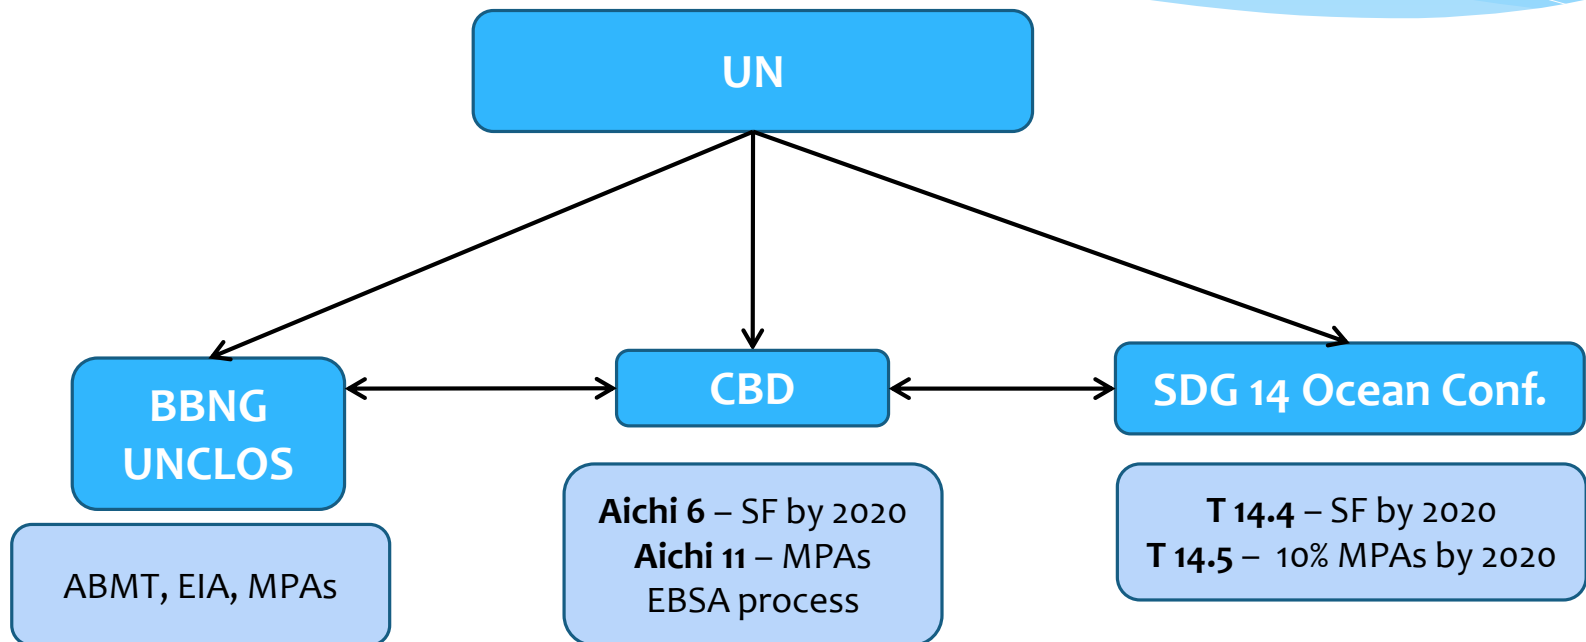 UN
BBNG
UNCLOS
CBD
SDG 14 Ocean Conf.
ABMT, EIA, MPAs
Aichi 6 – SF by 2020
Aichi 11 – MPAs
EBSA process
T 14.4 – SF by 2020
T 14.5 – 10% MPAs by 2020